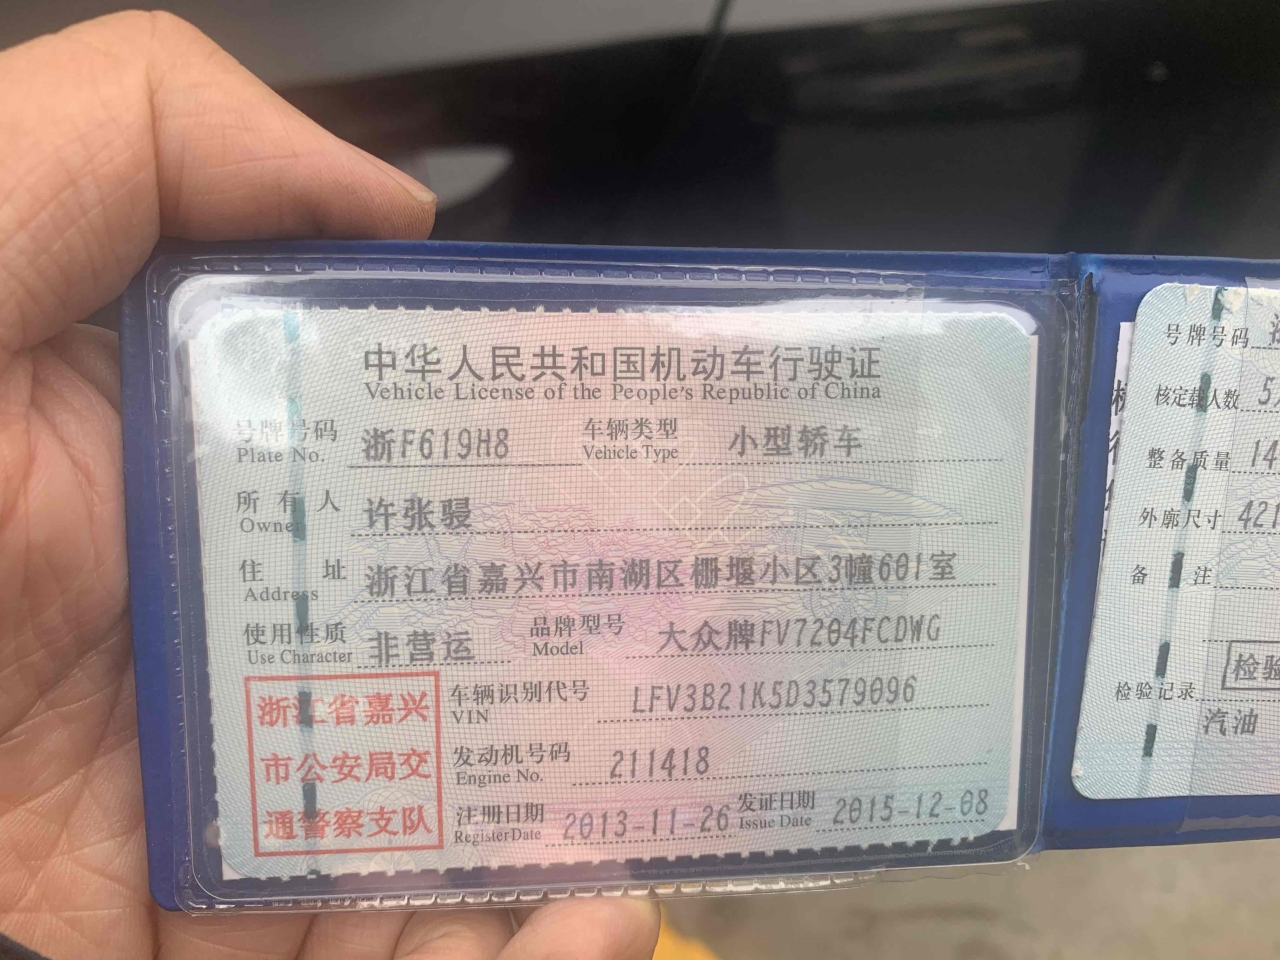 中华人民共和国机动车行驶证
Vehicle License of the People's Republic of China
号牌号码 浙F619H8 车辆类型 小型轿车
Plate No. Vehicle Type
所有人 许张骎
Owner
住址 浙江省嘉兴市南湖区栅堰小区3幢601室
Address
使用性质 非营运 品牌型号 大众牌FV7204FCDWG
Use Character Model
浙江省嘉兴
市公安局交
通警察支队
车辆识别代号 LFV3B21K5D3579096
VIN
发动机号码 211418
Engine No.
注册日期 2013-11-26 发证日期 2015-12-08
Register Date Issue Date
号牌号码
核定载人数 5
整备质量 14
外廓尺寸 421
备注
检验记录
检验
汽油